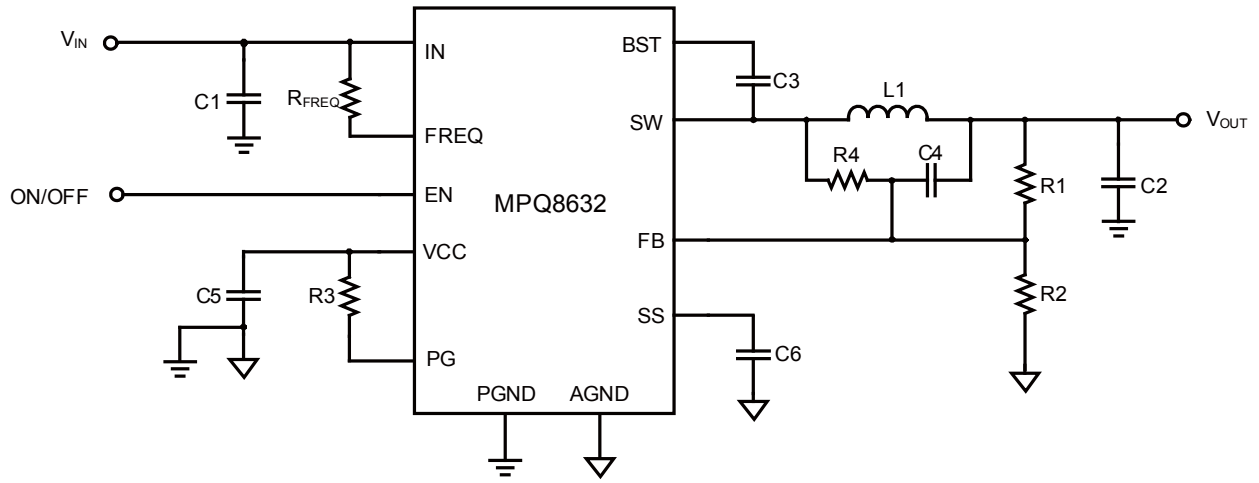 VIN
IN
BST
C1
RFREQ
C3
L1
FREQ
SW
VOUT
R4
C4
R1
C2
ON/OFF
EN
MPQ8632
VCC
FB
C5
R3
R2
SS
PG
C6
PGND
AGND